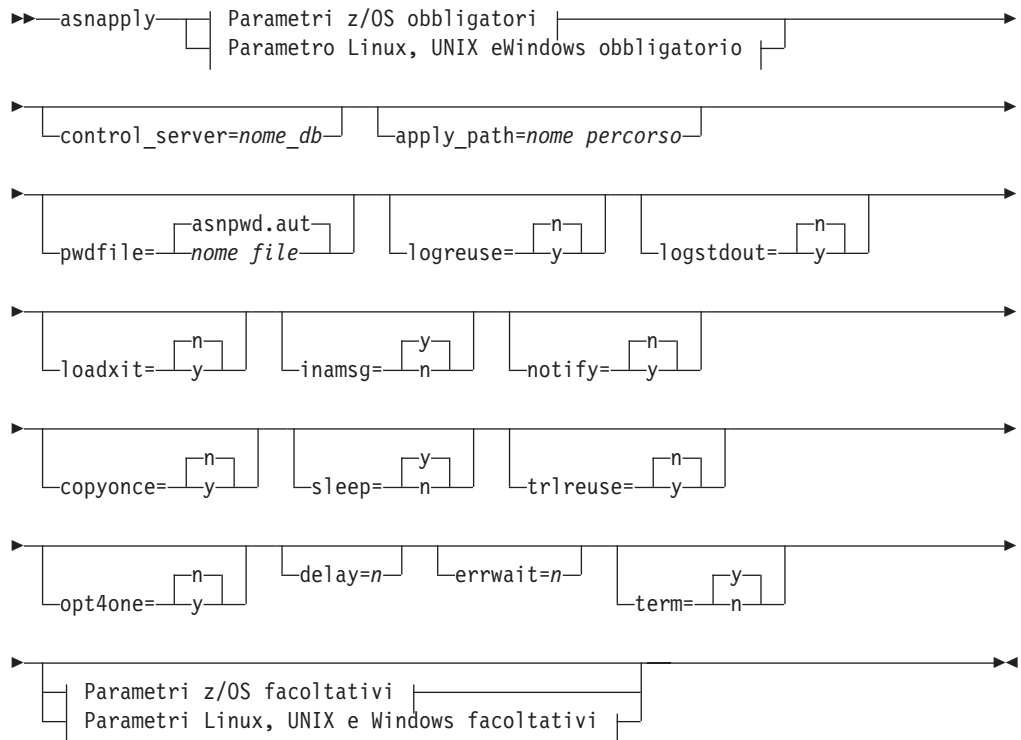 asnapply Parametri z/OS obbligatori
Parametro Linux, UNIX eWindows obbligatorio
control_server=nome_db apply_path=nome percorso
asnpwd.aut n n
pwdfile= nome file logreuse= y logstdout= y
n y n
loadxit= y inamsg= n notify= y
n y n
copyonce= y sleep= n trlreuse= y
n delay=n errwait=n y
opt4one= y term= n
Parametri z/OS facoltativi
Parametri Linux, UNIX e Windows facoltativi